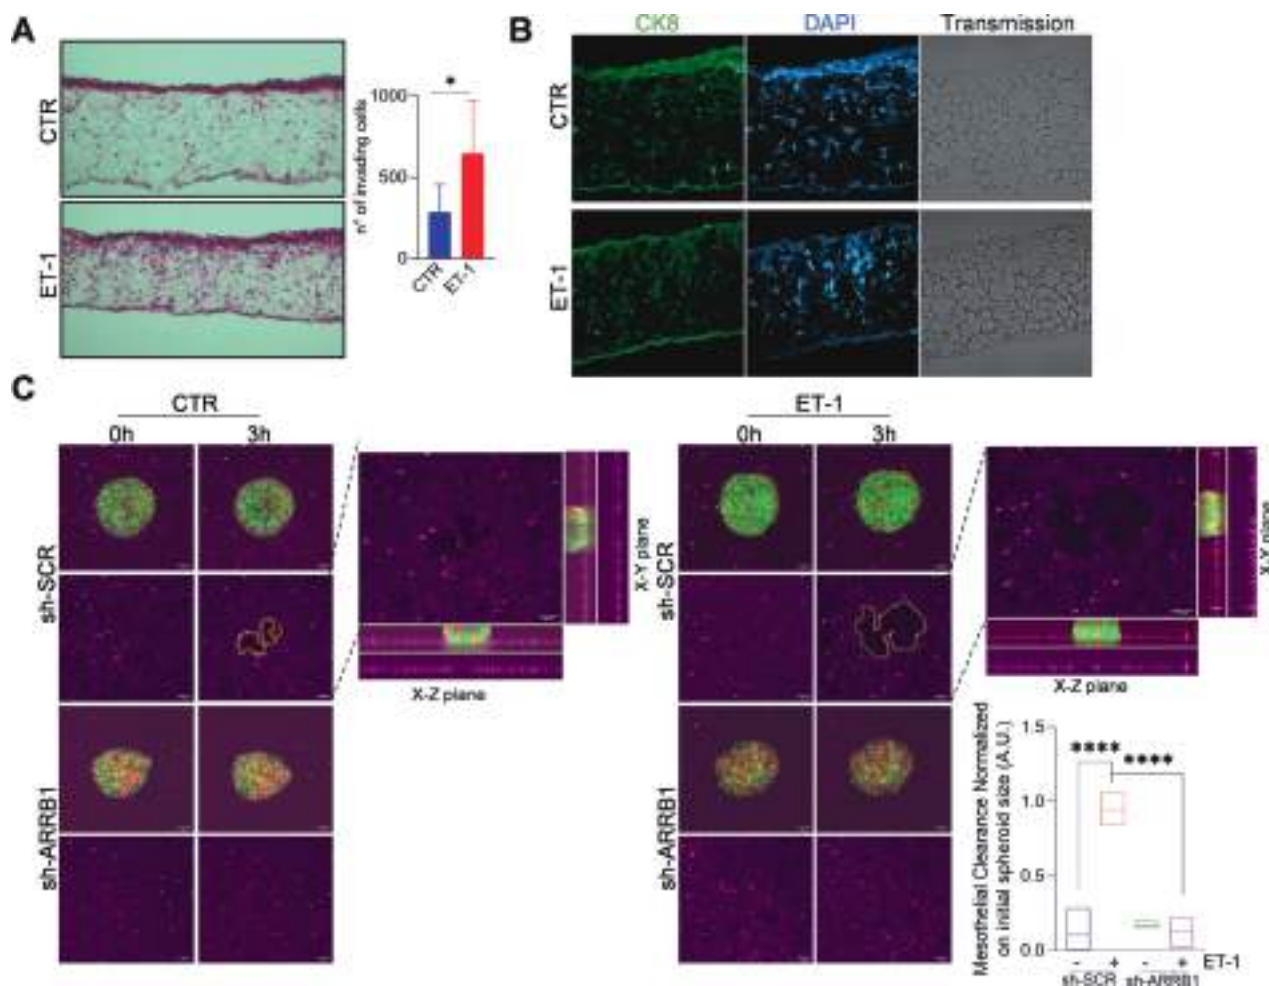 A
CTR
ET-1
n° of invading cells
1000
500
0
*
CTR
ET-1
B
CK8
DAPI
Transmission
CTR
ET-1
C
CTR
0h
3h
sh-SCR
sh-ARRB1
X-Y plane
X-Z plane
ET-1
0h
3h
sh-SCR
sh-ARRB1
X-Y plane
X-Z plane
Mesothelial Clearance Normalized
on initial spheroid size (A.U.)
1.5
1.0
0.5
0.0
****
****
- + - + ET-1
sh-SCR sh-ARRB1